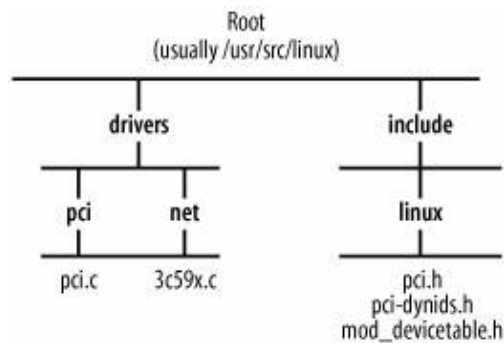 Root
(usually /usr/src/linux)
drivers
include
pci
net
linux
pci.c
3c59x.c
pci.h
pci-dynids.h
mod_devicetable.h